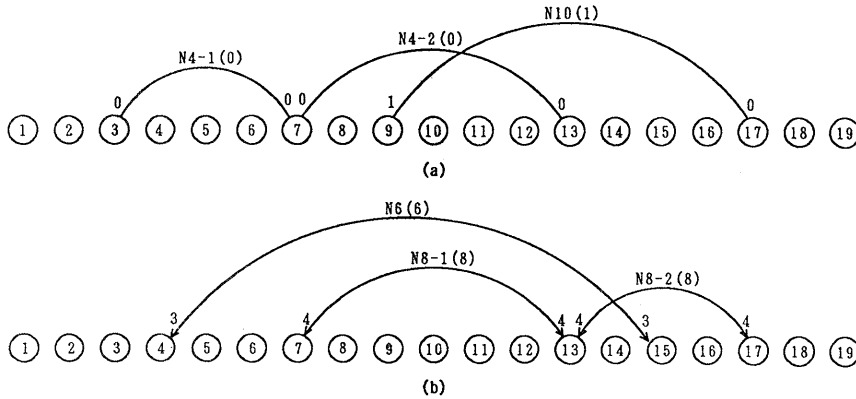 N10(1)
N4-1(0) N4-2(0)
0 0 0 1 0 0
1 2 3 4 5 6 7 8 9 10 11 12 13 14 15 16 17 18 19
(a)
N6(6)
N8-1(8)
N8-2(8)
3 4 4 4 3 4
1 2 3 4 5 6 7 8 9 10 11 12 13 14 15 16 17 18 19
(b)